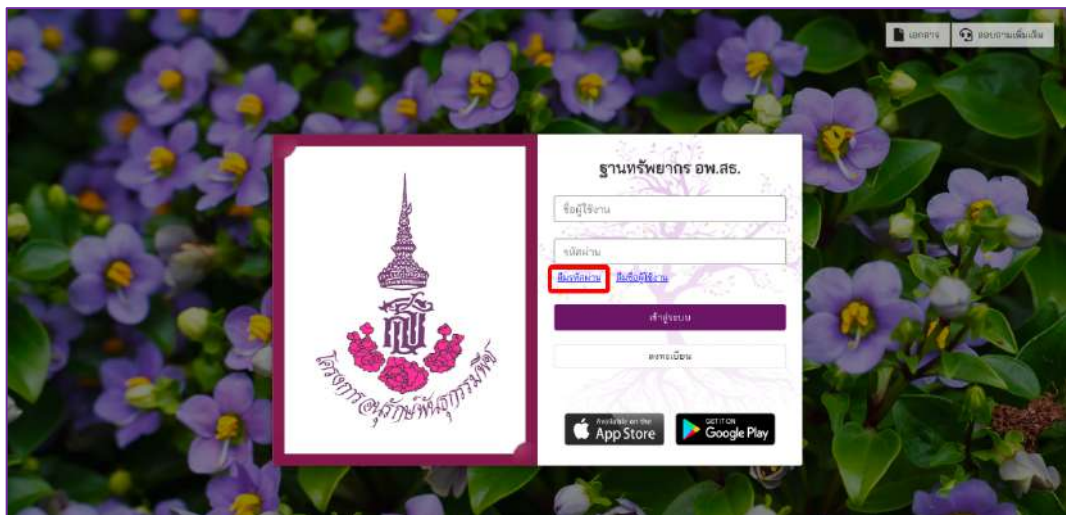 เอกสาร
สอบถามเพิ่มเติม
ฐานทรัพยากร อพ.สธ.
ชื่อผู้ใช้งาน
รหัสผ่าน
ลืมรหัสผ่าน ลืมชื่อผู้ใช้งาน
เข้าสู่ระบบ
ลงทะเบียน
โครงการอนุรักษ์พันธุกรรมพืชฯ
Available on the
App Store
GET IT ON
Google Play